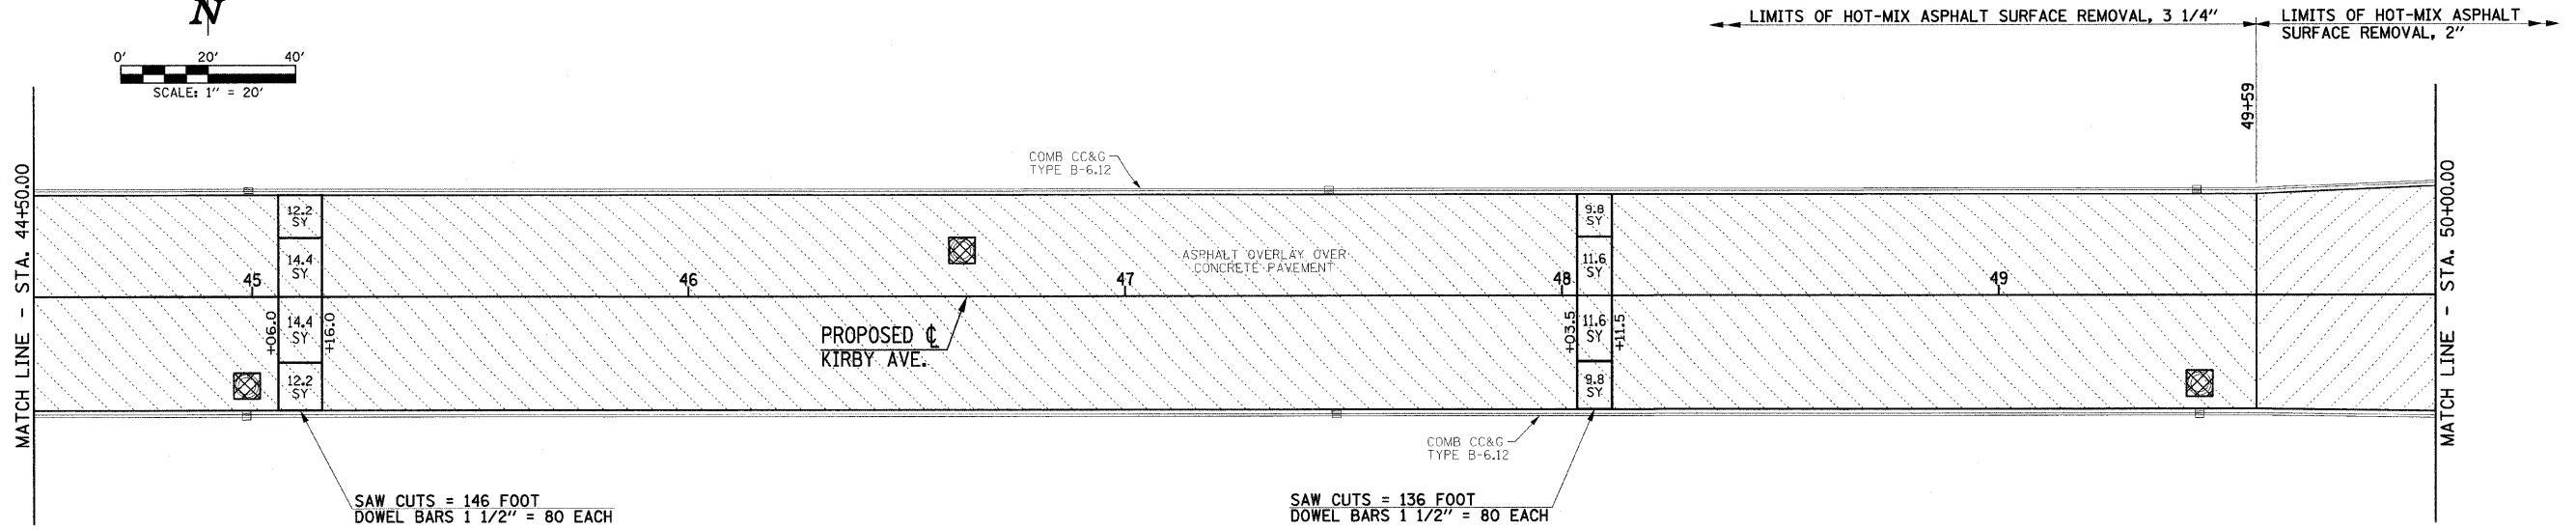 N
0' 20' 40'
SCALE: 1" = 20'
LIMITS OF HOT-MIX ASPHALT SURFACE REMOVAL, 3 1/4"
LIMITS OF HOT-MIX ASPHALT
SURFACE REMOVAL, 2"
49+59
MATCH LINE - STA. 44+50.00
MATCH LINE - STA. 50+00.00
COMB CC&G
TYPE B-6.12
12.2
SY
14.4
SY
14.4
SY
12.2
SY
+06.0
+16.0
9.8
SY
11.6
SY
11.6
SY
9.8
SY
+03.5
+11.5
ASPHALT OVERLAY OVER
CONCRETE PAVEMENT
45 46 47 48 49
PROPOSED ℄
KIRBY AVE.
COMB CC&G
TYPE B-6.12
SAW CUTS = 146 FOOT
DOWEL BARS 1 1/2" = 80 EACH
SAW CUTS = 136 FOOT
DOWEL BARS 1 1/2" = 80 EACH